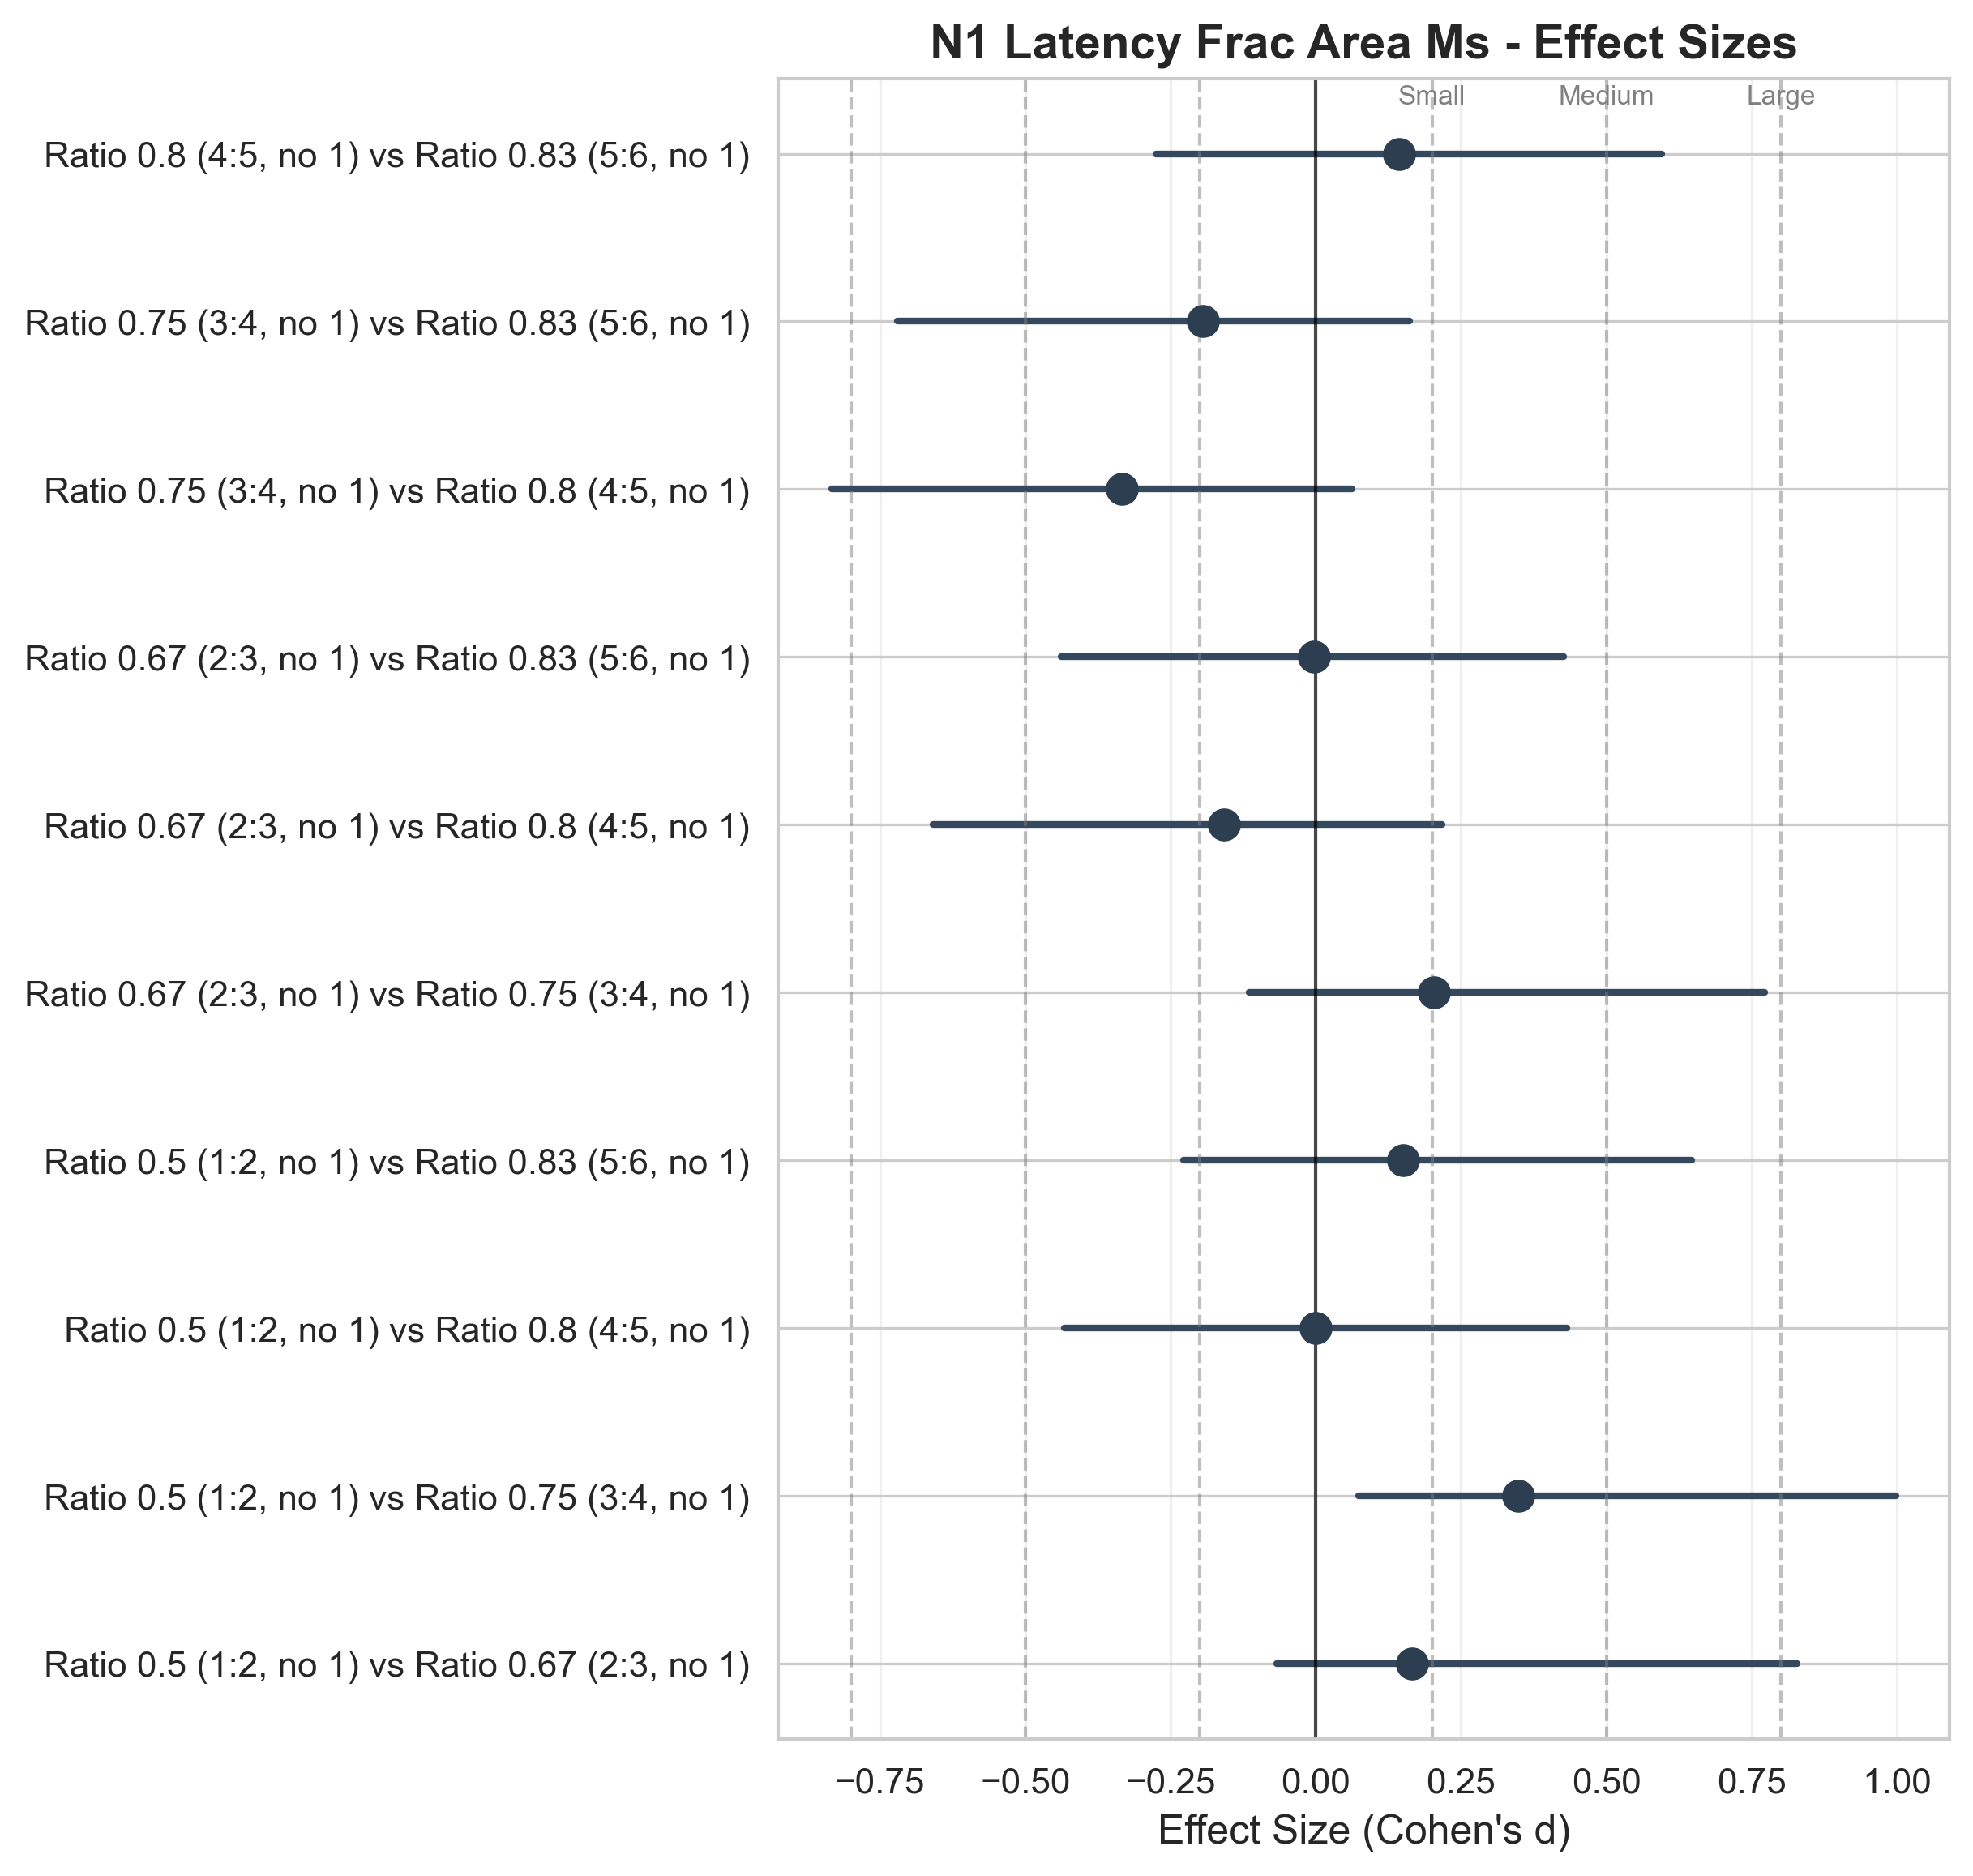 N1 Latency Frac Area Ms - Effect Sizes
Small Medium Large
Ratio 0.8 (4:5, no 1) vs Ratio 0.83 (5:6, no 1)
Ratio 0.75 (3:4, no 1) vs Ratio 0.83 (5:6, no 1)
Ratio 0.75 (3:4, no 1) vs Ratio 0.8 (4:5, no 1)
Ratio 0.67 (2:3, no 1) vs Ratio 0.83 (5:6, no 1)
Ratio 0.67 (2:3, no 1) vs Ratio 0.8 (4:5, no 1)
Ratio 0.67 (2:3, no 1) vs Ratio 0.75 (3:4, no 1)
Ratio 0.5 (1:2, no 1) vs Ratio 0.83 (5:6, no 1)
Ratio 0.5 (1:2, no 1) vs Ratio 0.8 (4:5, no 1)
Ratio 0.5 (1:2, no 1) vs Ratio 0.75 (3:4, no 1)
Ratio 0.5 (1:2, no 1) vs Ratio 0.67 (2:3, no 1)
−0.75 −0.50 −0.25 0.00 0.25 0.50 0.75 1.00
Effect Size (Cohen's d)